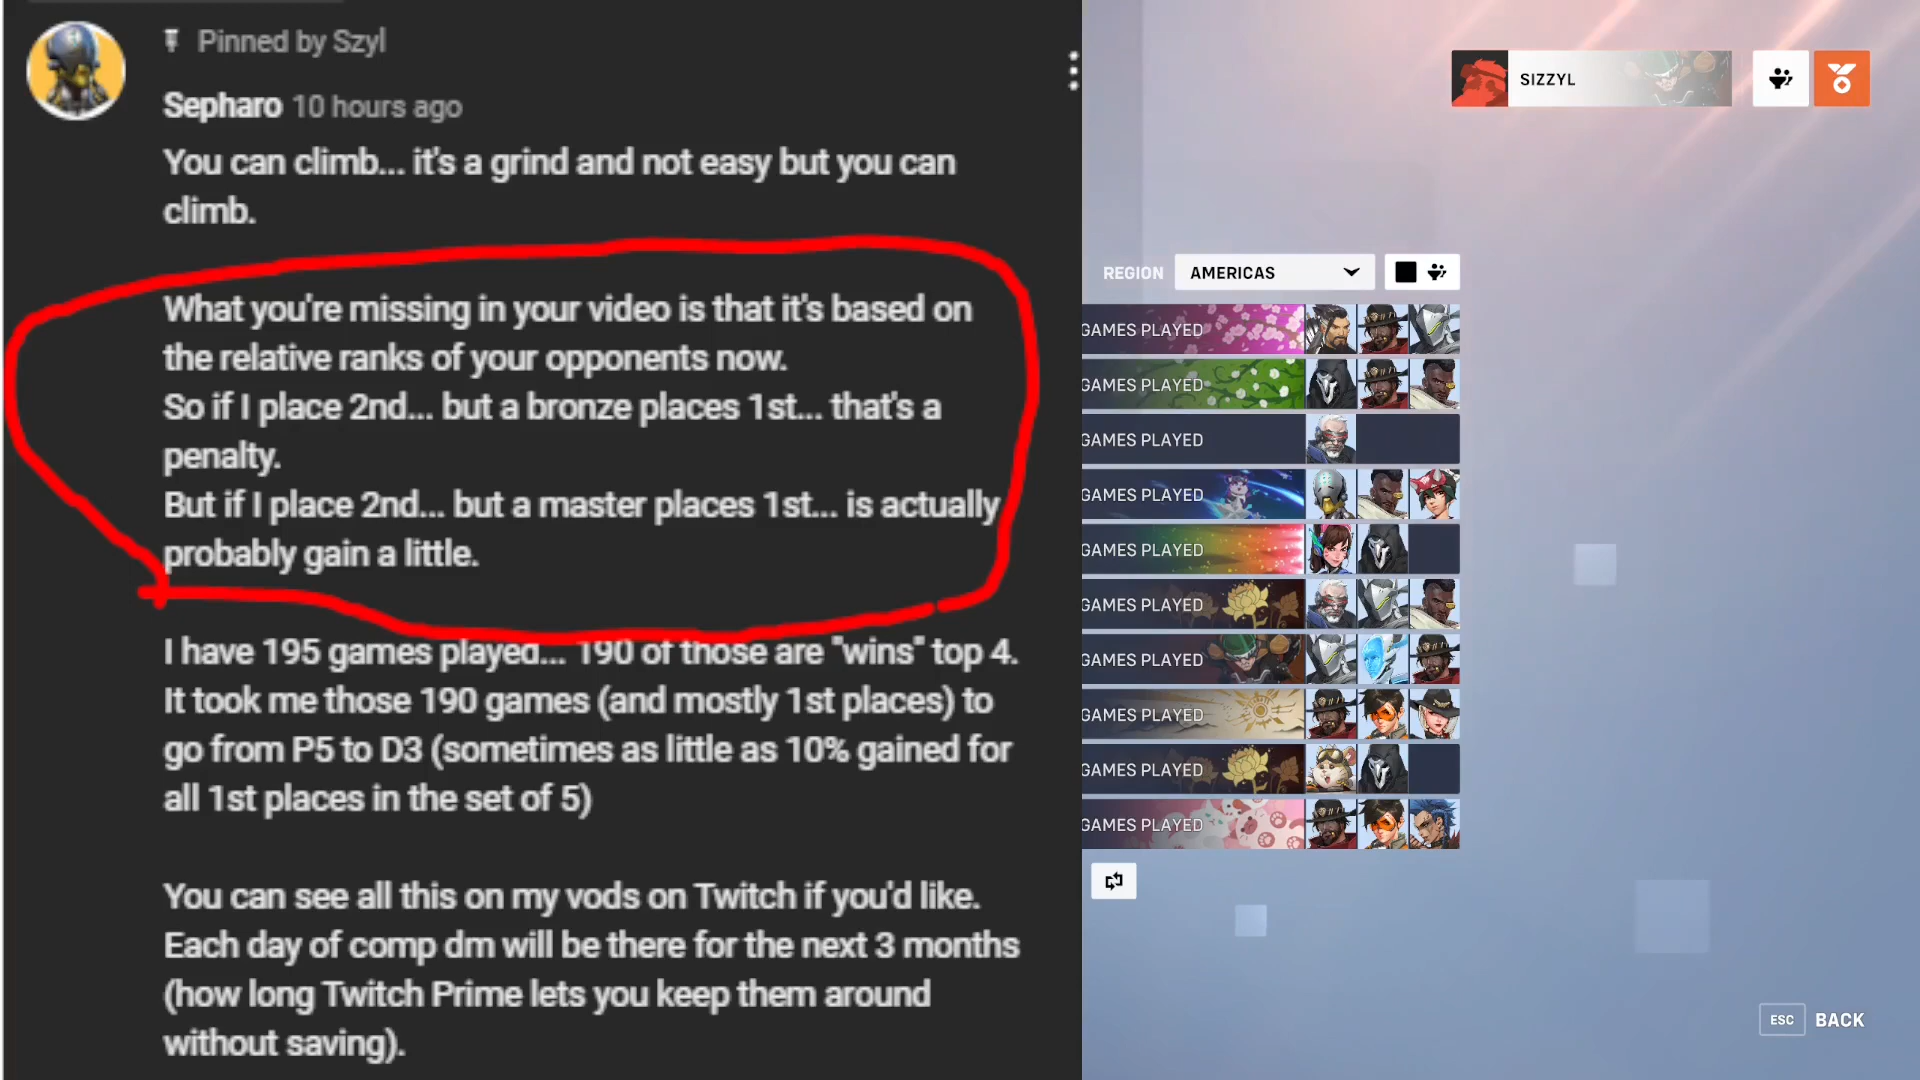 Pinned by Szyl
Sepharo 10 hours ago
You can climb... it's a grind and not easy but you can
climb.
What you're missing in your video is that it's based on
the relative ranks of your opponents now.
So if I place 2nd... but a bronze places 1st... that's a
penalty.
But if I place 2nd... but a master places 1st... is actually
probably gain a little.
I have 195 games played... 190 of those are "wins" top 4.
It took me those 190 games (and mostly 1st places) to
go from P5 to D3 (sometimes as little as 10% gained for
all 1st places in the set of 5)
You can see all this on my vods on Twitch if you'd like.
Each day of comp dm will be there for the next 3 months
(how long Twitch Prime lets you keep them around
without saving).
SIZZYL
REGION AMERICAS
GAMES PLAYED
GAMES PLAYED
GAMES PLAYED
GAMES PLAYED
GAMES PLAYED
GAMES PLAYED
GAMES PLAYED
GAMES PLAYED
GAMES PLAYED
GAMES PLAYED
ESC BACK